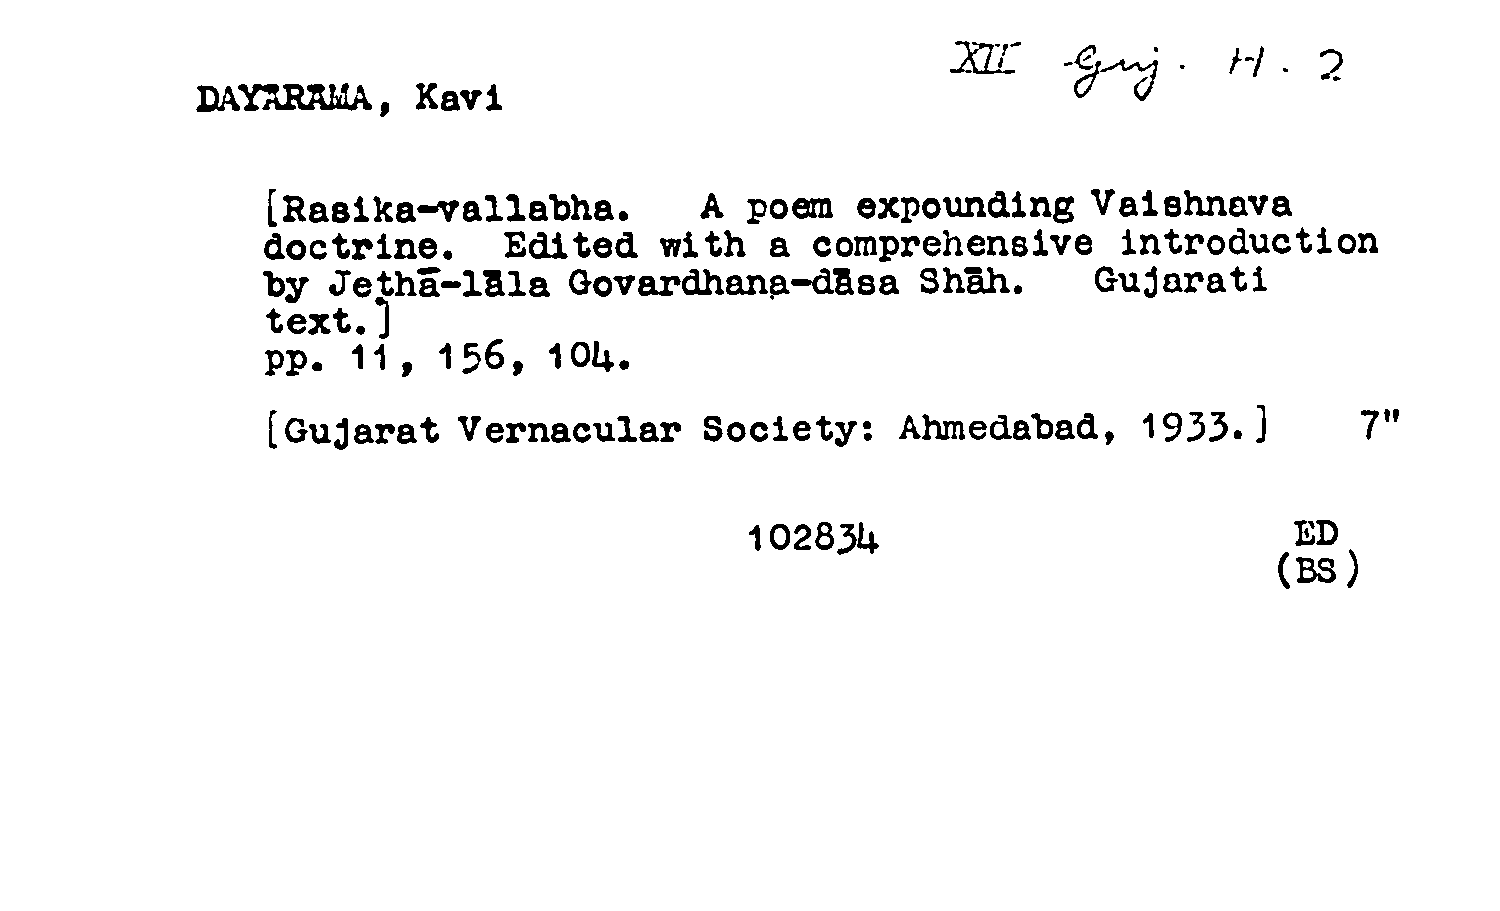 XII Guj. H. 2
DAYĀRĀMA, Kavi
[Rasika-vallabha. A poem expounding Vaishnava
doctrine. Edited with a comprehensive introduction
by Jeṭhā-lāla Govardhaṇa-dāsa Shāh. Gujarati
text.]
pp. 11, 156, 104.
[Gujarat Vernacular Society: Ahmedabad, 1933.] 7"
102834 ED
(BS)